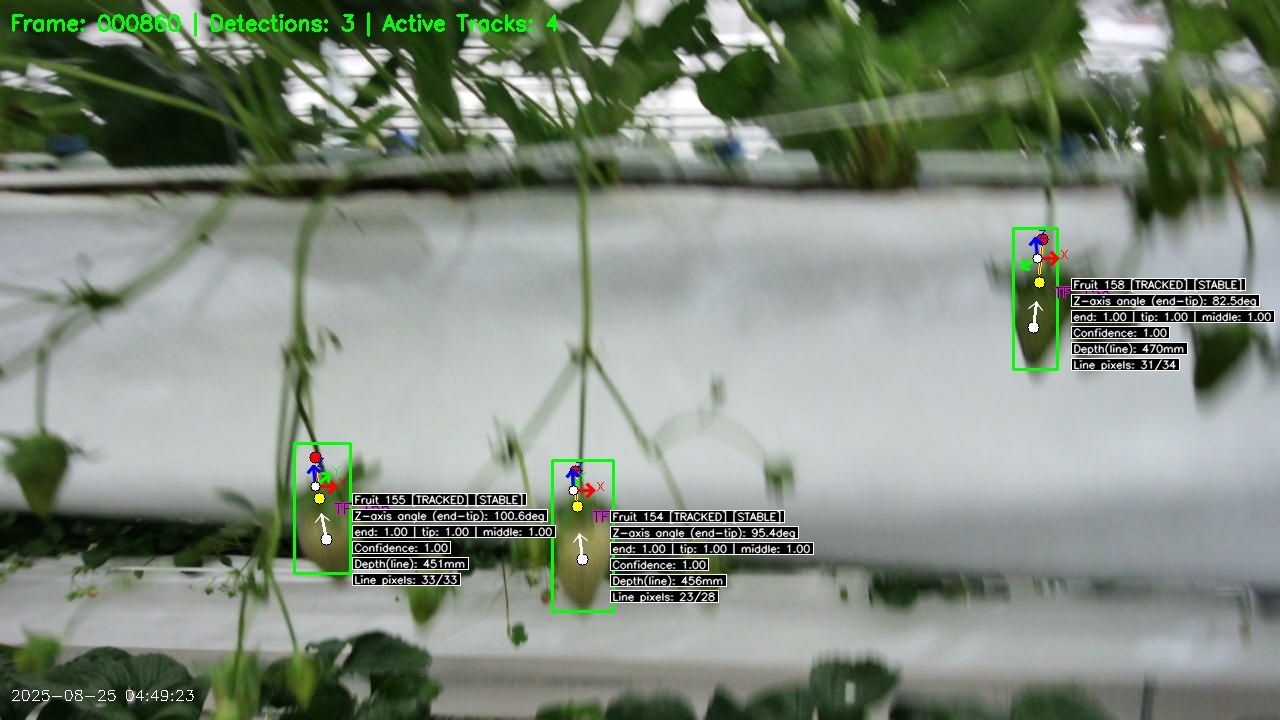 Frame: 000860 | Detections: 3 | Active Tracks: 4
Z
X
Fruit 158 [TRACKED] [STABLE]
Z-axis angle (end-tip): 82.5deg
end: 1.00 | tip: 1.00 | middle: 1.00
Confidence: 1.00
Depth(line): 470mm
Line pixels: 31/34
Fruit 155 [TRACKED] [STABLE]
Z-axis angle (end-tip): 100.6deg
end: 1.00 | tip: 1.00 | middle: 1.00
Confidence: 1.00
Depth(line): 451mm
Line pixels: 33/33
X
TF
Fruit 154 [TRACKED] [STABLE]
Z-axis angle (end-tip): 95.4deg
end: 1.00 | tip: 1.00 | middle: 1.00
Confidence: 1.00
Depth(line): 456mm
Line pixels: 23/28
2025-08-25 04:49:23